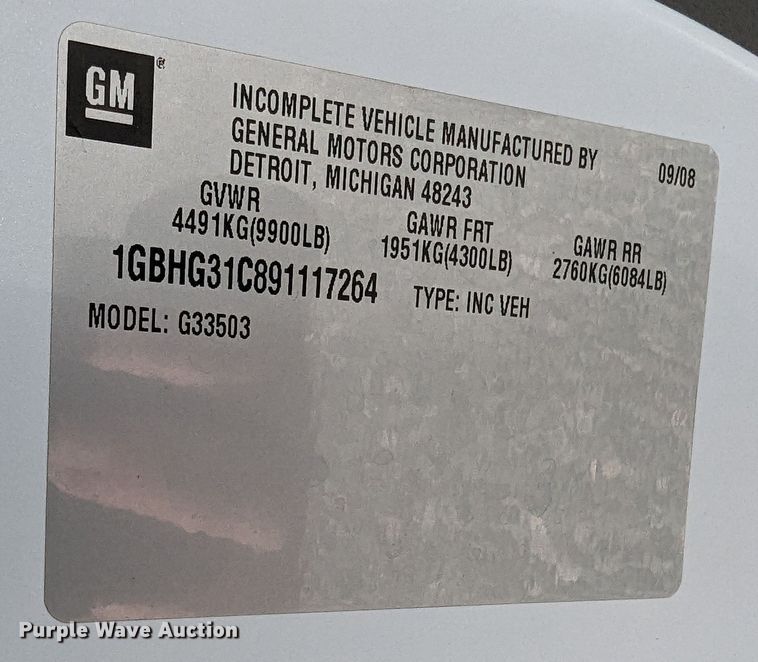 GM®
INCOMPLETE VEHICLE MANUFACTURED BY
GENERAL MOTORS CORPORATION
DETROIT, MICHIGAN 48243
09/08
GVWR
4491KG(9900LB)
GAWR FRT
1951KG(4300LB)
GAWR RR
2760KG(6084LB)
1GBHG31C891117264
TYPE: INC VEH
MODEL: G33503
Purple Wave Auction